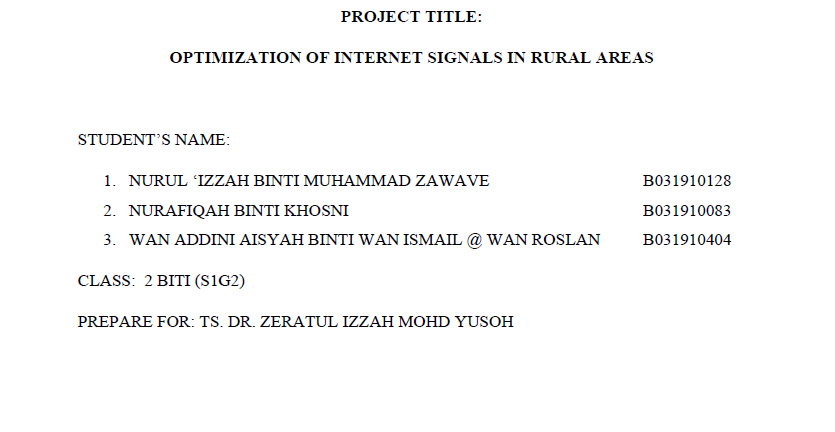 PROJECT TITLE:
OPTIMIZATION OF INTERNET SIGNALS IN RURAL AREAS
STUDENT’S NAME:
1. NURUL ‘IZZAH BINTI MUHAMMAD ZAWAVE B031910128
2. NURAFIQAH BINTI KHOSNI B031910083
3. WAN ADDINI AISYAH BINTI WAN ISMAIL @ WAN ROSLAN B031910404
CLASS: 2 BITI (S1G2)
PREPARE FOR: TS. DR. ZERATUL IZZAH MOHD YUSOH